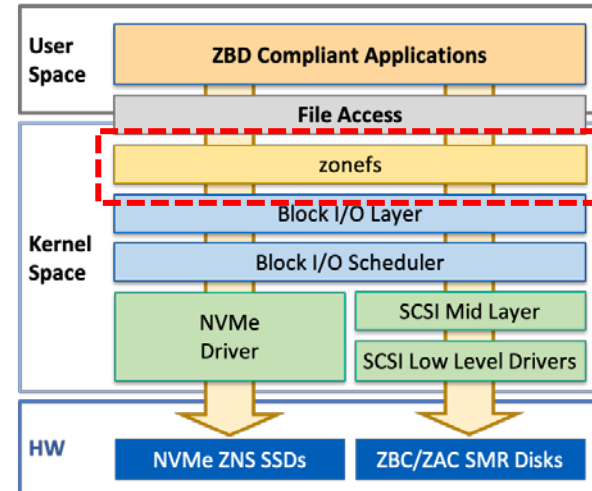 User
Space
ZBD Compliant Applications
File Access
zonefs
Block I/O Layer
Kernel
Space
Block I/O Scheduler
NVMe
Driver
SCSI Mid Layer
SCSI Low Level Drivers
HW
NVMe ZNS SSDs
ZBC/ZAC SMR Disks